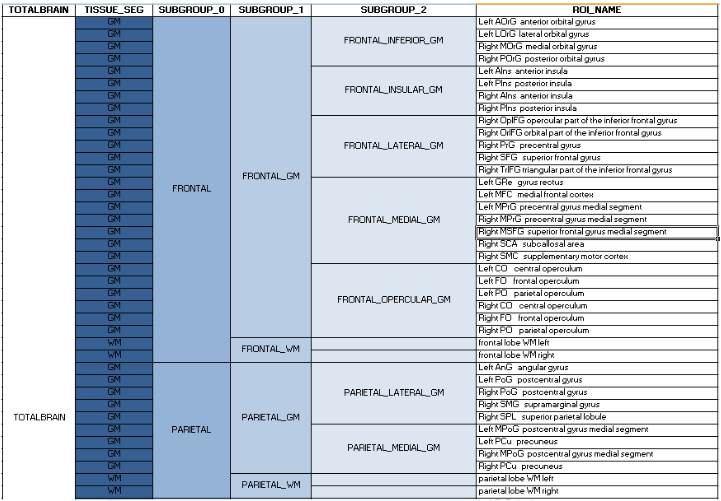 TOTALBRAIN TISSUE_SEG SUBGROUP_0 SUBGROUP_1 SUBGROUP_2 ROI_NAME
GM Left AOrG anterior orbital gyrus
GM Left LOrG lateral orbital gyrus
FRONTAL_INFERIOR_GM
GM Right MOrG medial orbital gyrus
GM Right POrG posterior orbital gyrus
GM Left AIns anterior insula
GM Left PIns posterior insula
FRONTAL_INSULAR_GM
GM Right AIns anterior insula
GM Right PIns posterior insula
GM Right OpIFG opercular part of the inferior frontal gyrus
GM Right OrIFG orbital part of the inferior frontal gyrus
GM FRONTAL_LATERAL_GM Right PrG precentral gyrus
GM Right SFG superior frontal gyrus
GM Right TrIFG triangular part of the inferior frontal gyrus
FRONTAL FRONTAL_GM
GM Left GRe gyrus rectus
GM Left MFC medial frontal cortex
GM Left MPrG precentral gyrus medial segment
GM FRONTAL_MEDIAL_GM Right MPrG precentral gyrus medial segment
GM Right MSFG superior frontal gyrus medial segment
GM Right SCA subcallosal area
GM Right SMC supplementary motor cortex
GM Left CO central operculum
GM Left FO frontal operculum
GM Left PO parietal operculum
FRONTAL_OPERCULAR_GM
GM Right CO central operculum
GM Right FO frontal operculum
GM Right PO parietal operculum
WM frontal lobe WM left
FRONTAL_WM
WM frontal lobe WM right
GM Left AnG angular gyrus
GM Left PoG postcentral gyrus
GM PARIETAL_LATERAL_GM Right PoG postcentral gyrus
GM Right SMG supramarginal gyrus
TOTALBRAIN GM PARIETAL_GM Right SPL superior parietal lobule
PARIETAL
GM Left MPoG postcentral gyrus medial segment
GM Left PCu precuneus
PARIETAL_MEDIAL_GM
GM Right MPoG postcentral gyrus medial segment
GM Right PCu precuneus
WM parietal lobe WM left
PARIETAL_WM
WM parietal lobe WM right